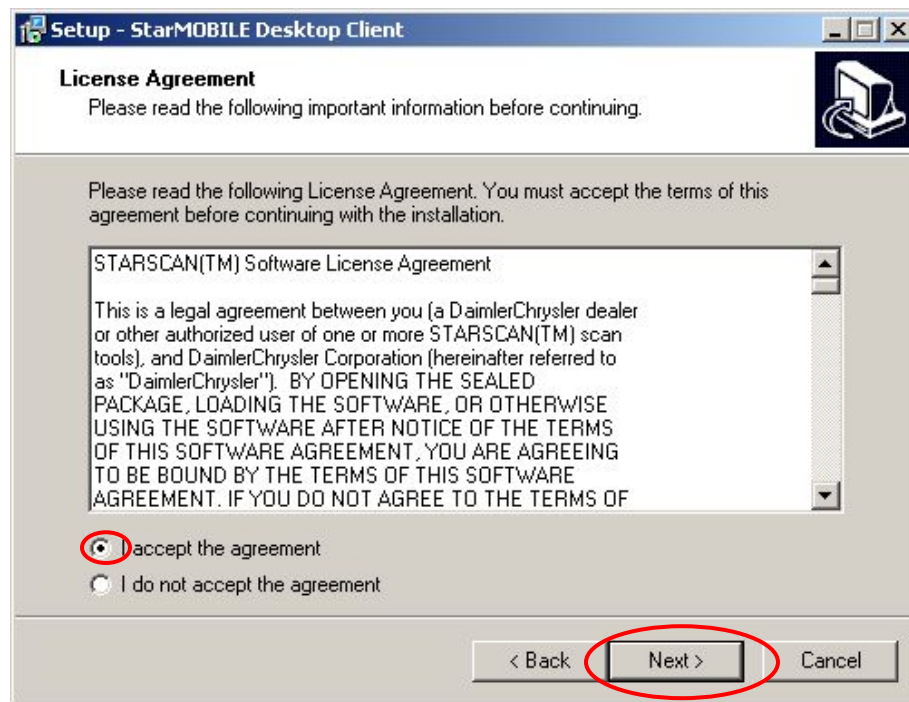 Setup - StarMOBILE Desktop Client
License Agreement
Please read the following important information before continuing.
Please read the following License Agreement. You must accept the terms of this
agreement before continuing with the installation.
STARSCAN(TM) Software License Agreement
This is a legal agreement between you (a DaimlerChrysler dealer
or other authorized user of one or more STARSCAN(TM) scan
tools), and DaimlerChrysler Corporation (hereinafter referred to
as "DaimlerChrysler"). BY OPENING THE SEALED
PACKAGE, LOADING THE SOFTWARE, OR OTHERWISE
USING THE SOFTWARE AFTER NOTICE OF THE TERMS
OF THIS SOFTWARE AGREEMENT, YOU ARE AGREEING
TO BE BOUND BY THE TERMS OF THIS SOFTWARE
AGREEMENT. IF YOU DO NOT AGREE TO THE TERMS OF
I accept the agreement
I do not accept the agreement
< Back Next > Cancel